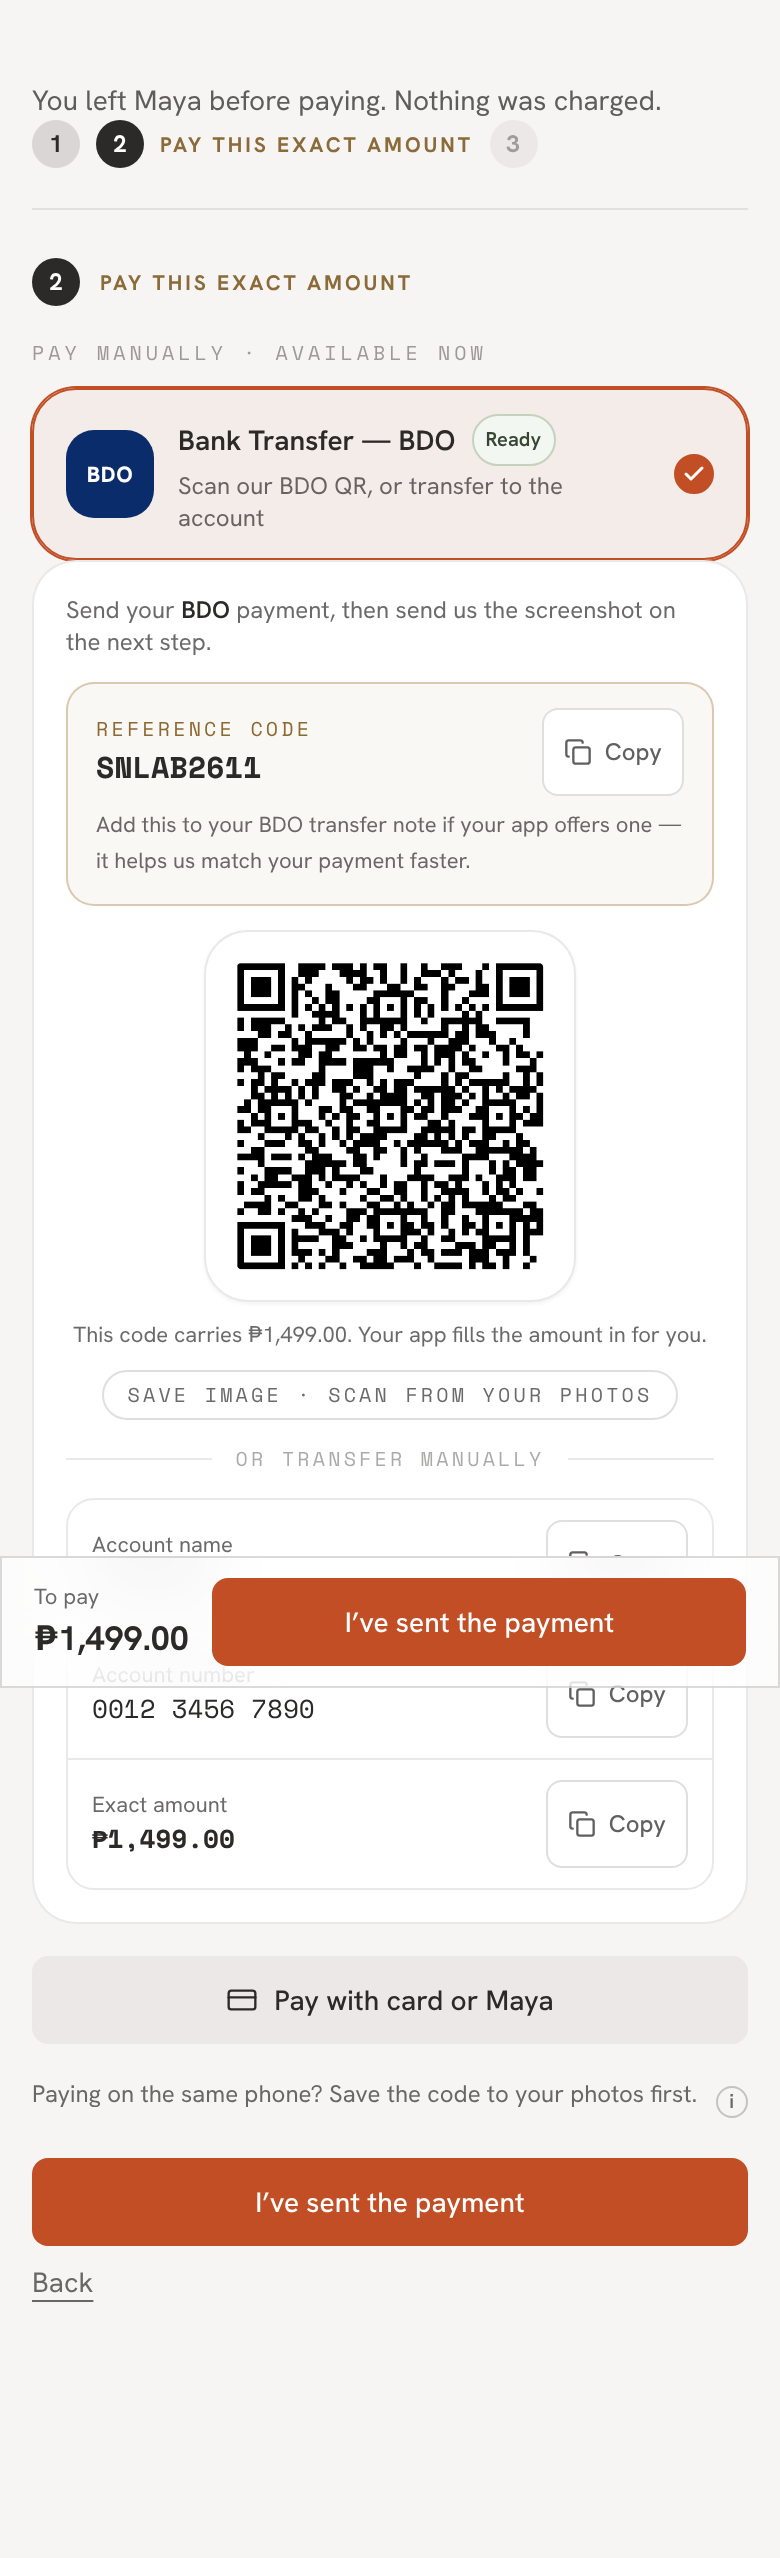 You left Maya before paying. Nothing was charged.
1 2 PAY THIS EXACT AMOUNT 3
2 PAY THIS EXACT AMOUNT
PAY MANUALLY · AVAILABLE NOW
BDO
Bank Transfer — BDO Ready
Scan our BDO QR, or transfer to the
account
Send your BDO payment, then send us the screenshot on
the next step.
REFERENCE CODE
SNLAB2611
Copy
Add this to your BDO transfer note if your app offers one —
it helps us match your payment faster.
This code carries ₱1,499.00. Your app fills the amount in for you.
SAVE IMAGE · SCAN FROM YOUR PHOTOS
OR TRANSFER MANUALLY
Account name
To pay
₱1,499.00
I’ve sent the payment
Account number
0012 3456 7890
Copy
Exact amount
₱1,499.00
Copy
Pay with card or Maya
Paying on the same phone? Save the code to your photos first. i
I’ve sent the payment
Back